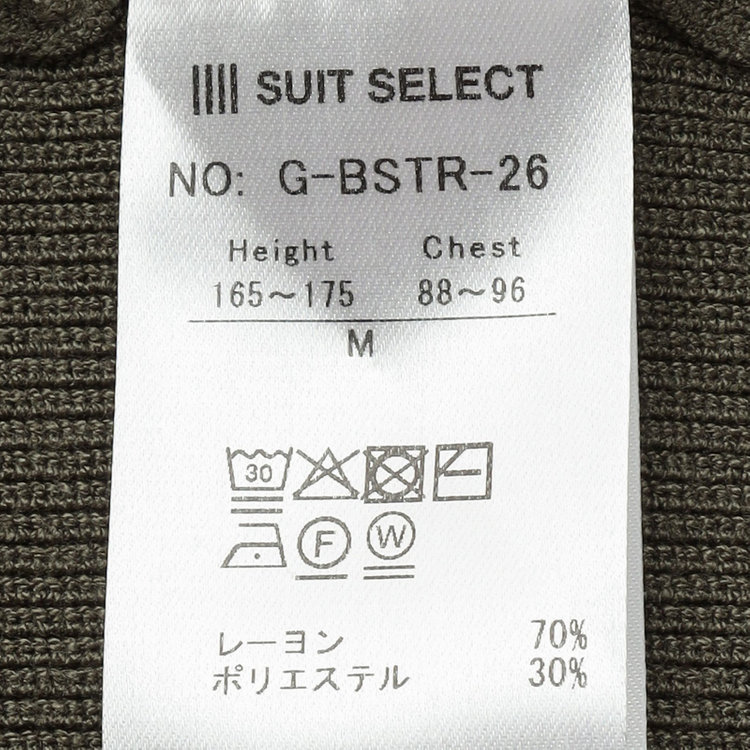 SUIT SELECT
NO: G-BSTR-26
Height Chest
165～175 88～96
M
30
F W
レーヨン 70%
ポリエステル 30%